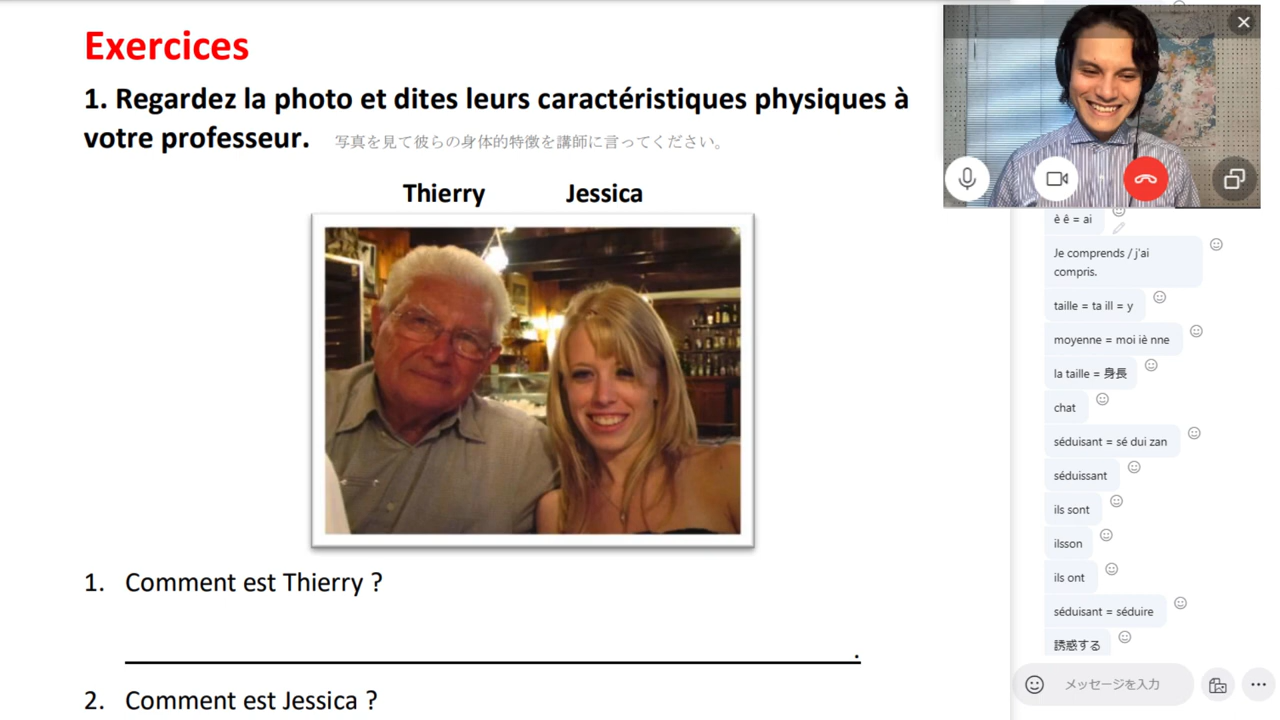 Exercices
1. Regardez la photo et dites leurs caractéristiques physiques à
votre professeur. 写真を見て彼らの身体的特徴を講師に言ってください。
Thierry Jessica
1. Comment est Thierry ?
.
2. Comment est Jessica ?
è ê = ai
Je comprends / j'ai
compris.
taille = ta ill = y
moyenne = moi iè nne
la taille = 身長
chat
séduisant = sé dui zan
séduissant
ils sont
ilsson
ils ont
séduisant = séduire
誘惑する
メッセージを入力